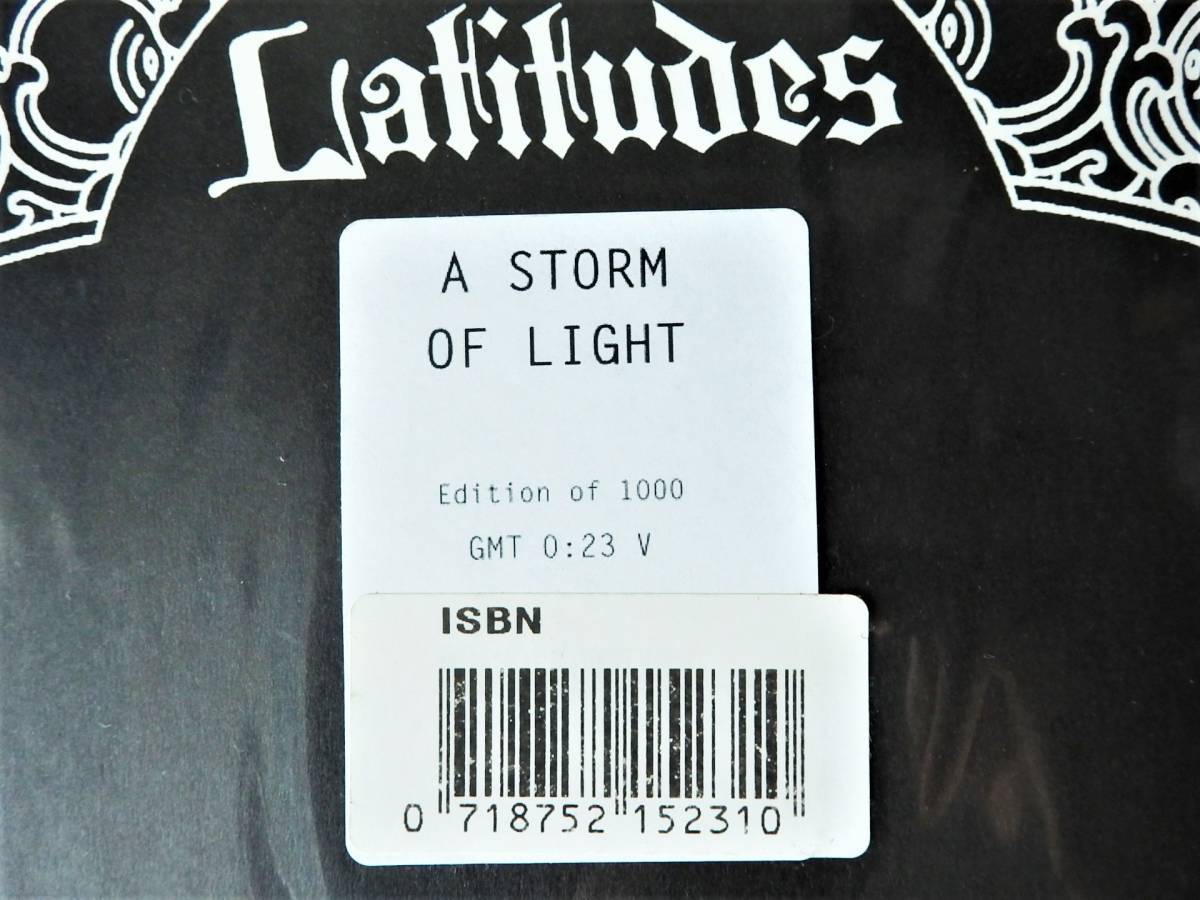 Latitudes
A STORM
OF LIGHT
Edition of 1000
GMT 0:23 V
ISBN
0 718752 152310